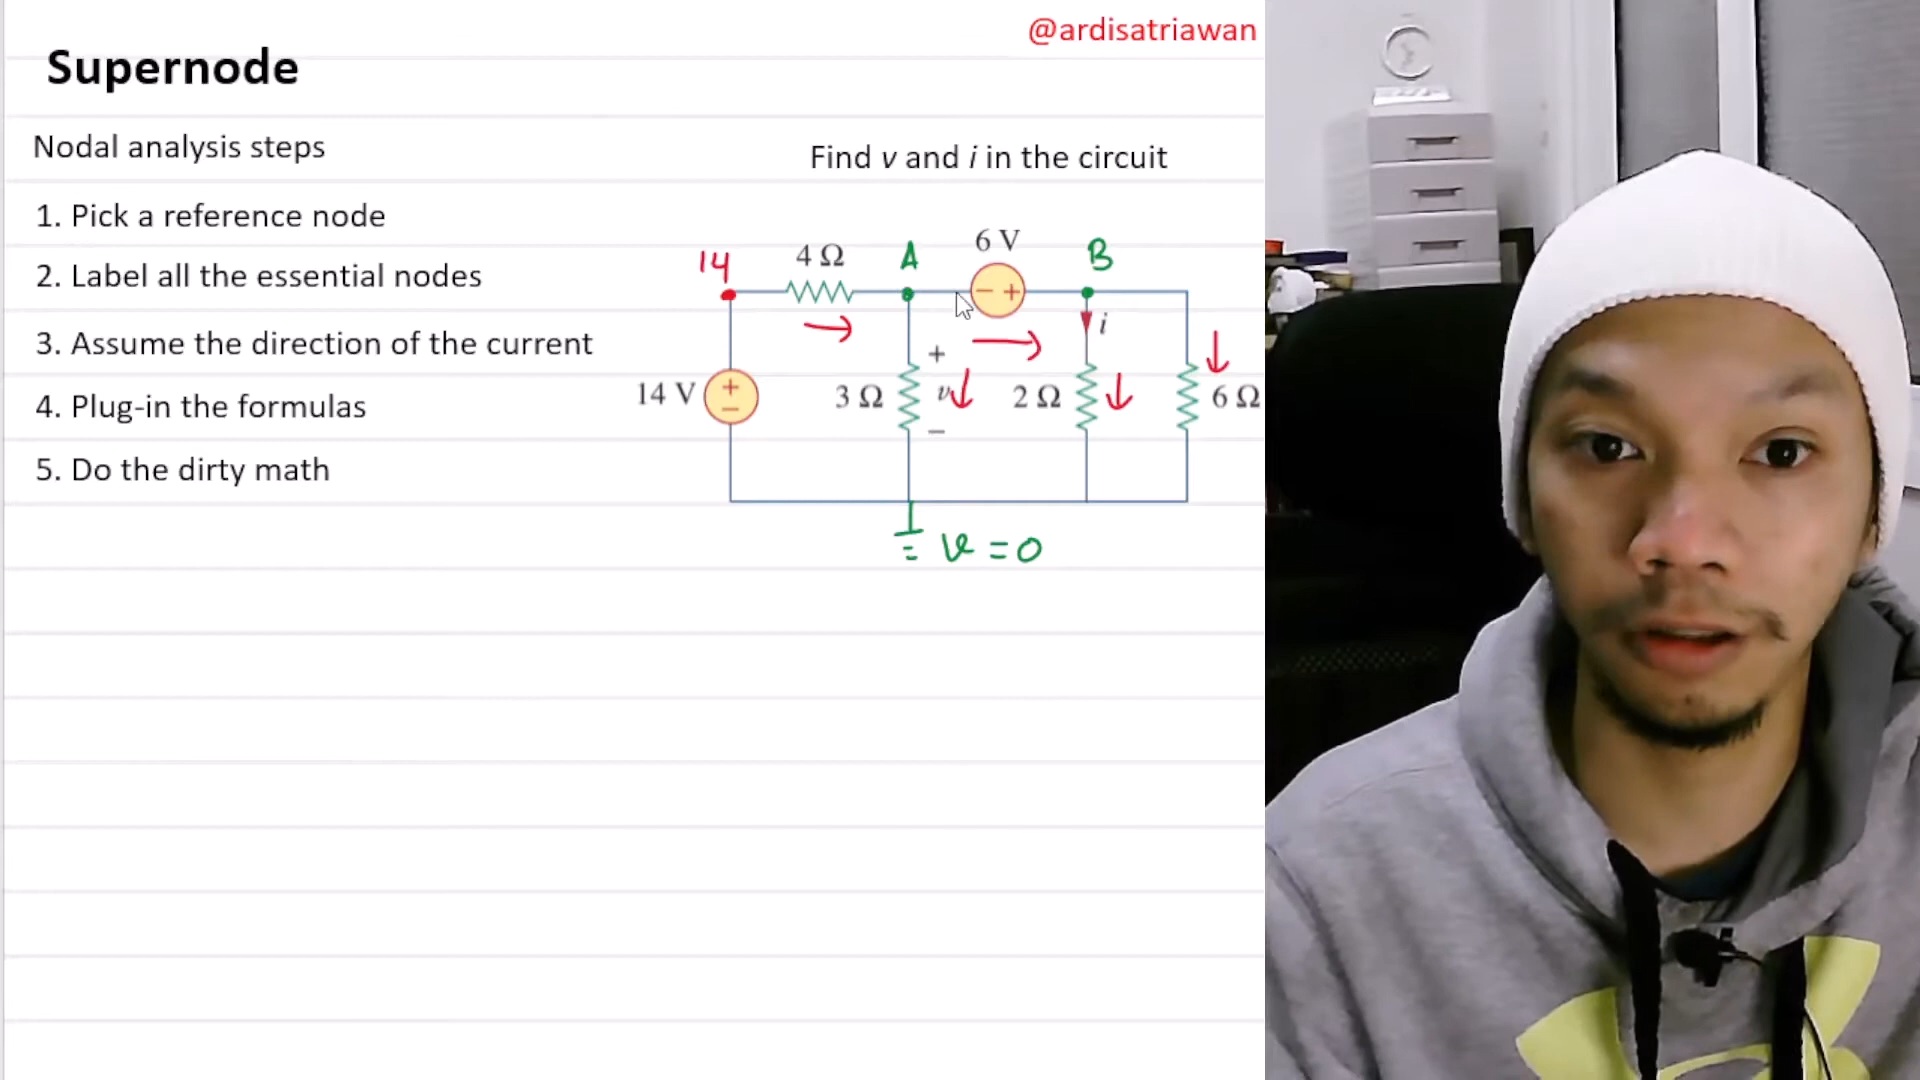 @ardisatriawan
Supernode
Nodal analysis steps
1. Pick a reference node
2. Label all the essential nodes
3. Assume the direction of the current
4. Plug-in the formulas
5. Do the dirty math
Find v and i in the circuit
14
4 Ω
A
6 V
B
− +
i
14 V
+
−
3 Ω
+
v
−
2 Ω
6 Ω
v = 0